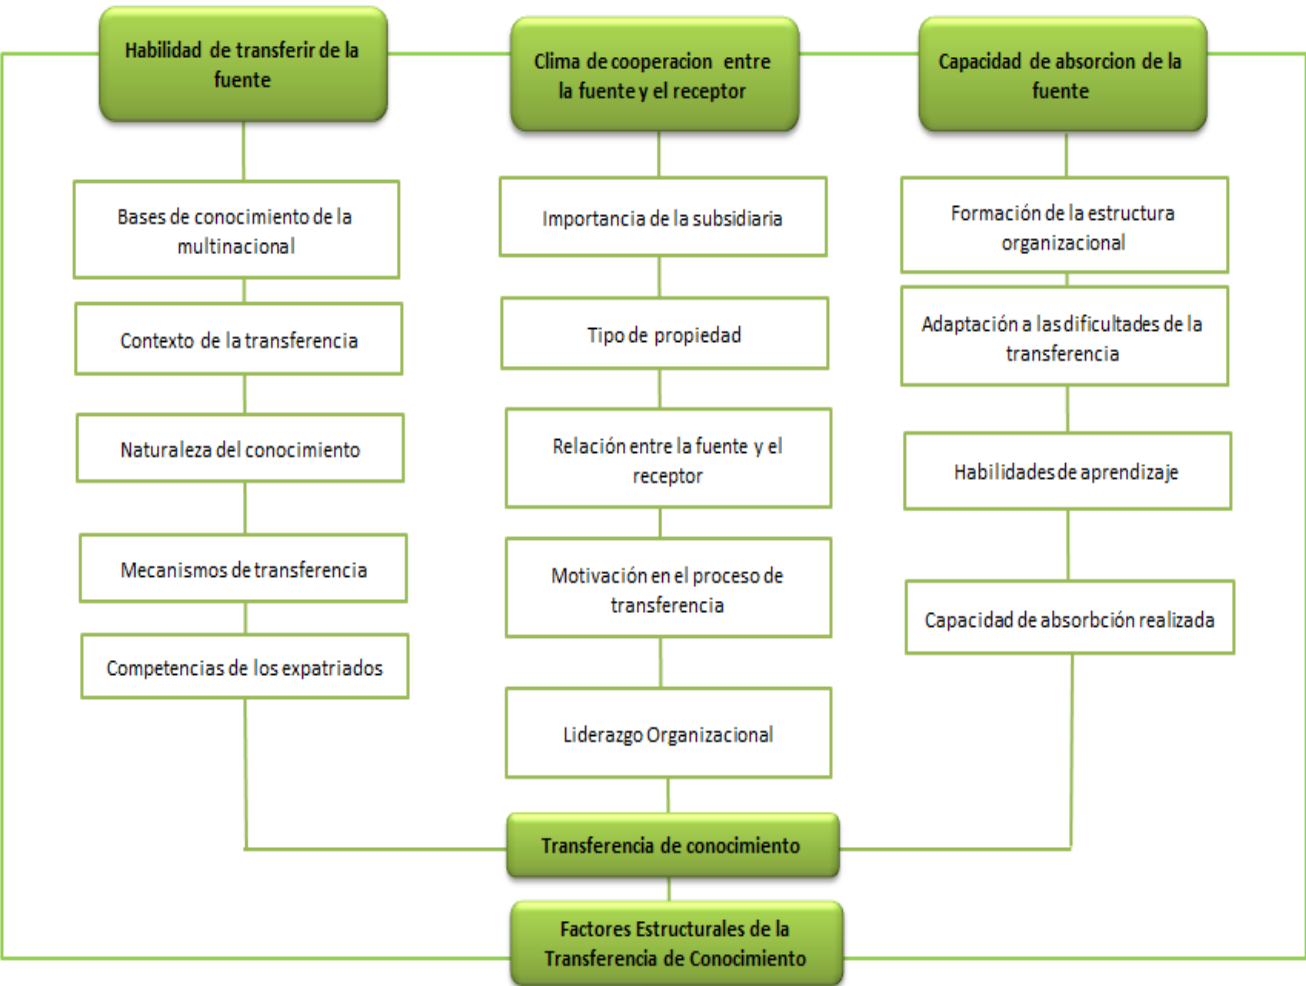 Habilidad de transferir de la
fuente
Bases de conocimiento de la
multinacional
Contexto de la transferencia
Naturaleza del conocimiento
Mecanismos de transferencia
Competencias de los expatriados
Clima de cooperacion entre
la fuente y el receptor
Importancia de la subsidiaria
Tipo de propiedad
Relación entre la fuente y el
receptor
Motivación en el proceso de
transferencia
Liderazgo Organizacional
Capacidad de absorcion de la
fuente
Formación de la estructura
organizacional
Adaptación a las dificultades de la
transferencia
Habilidades de aprendizaje
Capacidad de absorbción realizada
Transferencia de conocimiento
Factores Estructurales de la
Transferencia de Conocimiento